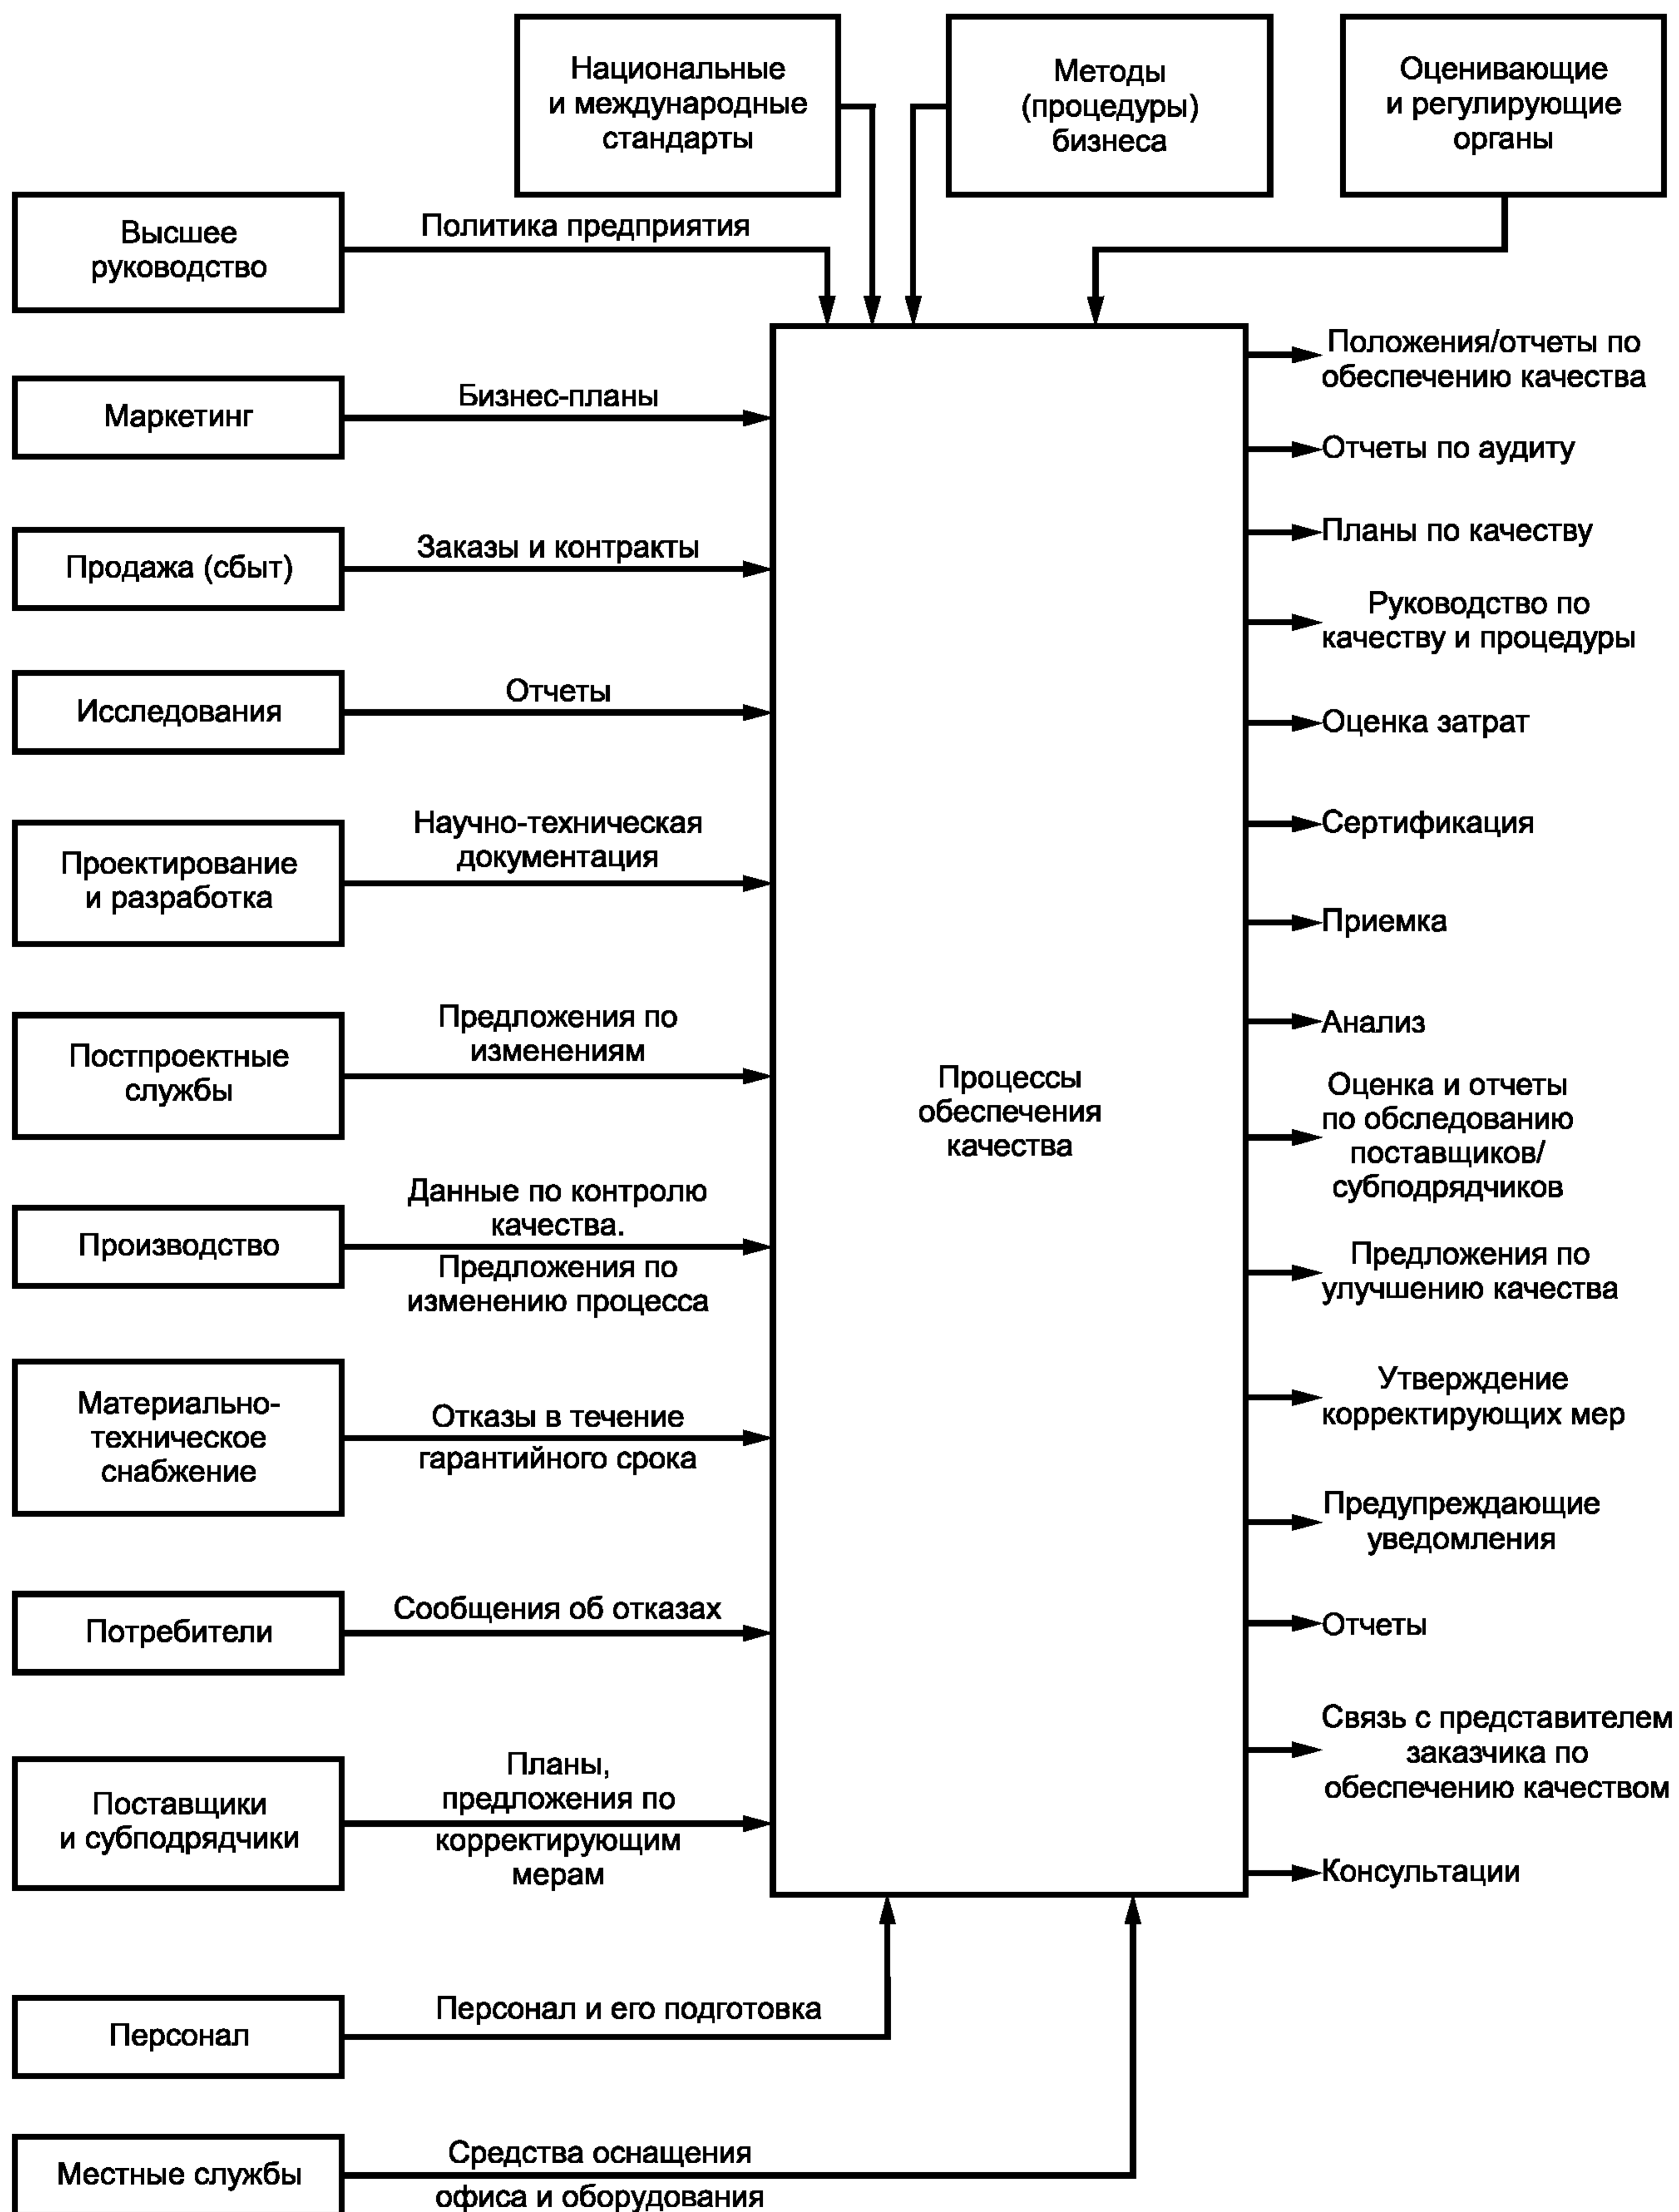 Национальные
и международные
стандарты
Методы
(процедуры)
бизнеса
Оценивающие
и регулирующие
органы
Высшее
руководство
Политика предприятия
Маркетинг
Бизнес-планы
Продажа (сбыт)
Заказы и контракты
Исследования
Отчеты
Проектирование
и разработка
Научно-техническая
документация
Постпроектные
службы
Предложения по
изменениям
Производство
Данные по контролю
качества.
Предложения по
изменению процесса
Материально-
техническое
снабжение
Отказы в течение
гарантийного срока
Потребители
Сообщения об отказах
Поставщики
и субподрядчики
Планы,
предложения по
корректирующим
мерам
Персонал
Персонал и его подготовка
Местные службы
Средства оснащения
офиса и оборудования
Процессы
обеспечения
качества
Положения/отчеты по
обеспечению качества
Отчеты по аудиту
Планы по качеству
Руководство по
качеству и процедуры
Оценка затрат
Сертификация
Приемка
Анализ
Оценка и отчеты
по обследованию
поставщиков/
субподрядчиков
Предложения по
улучшению качества
Утверждение
корректирующих мер
Предупреждающие
уведомления
Отчеты
Связь с представителем
заказчика по
обеспечению качеством
Консультации